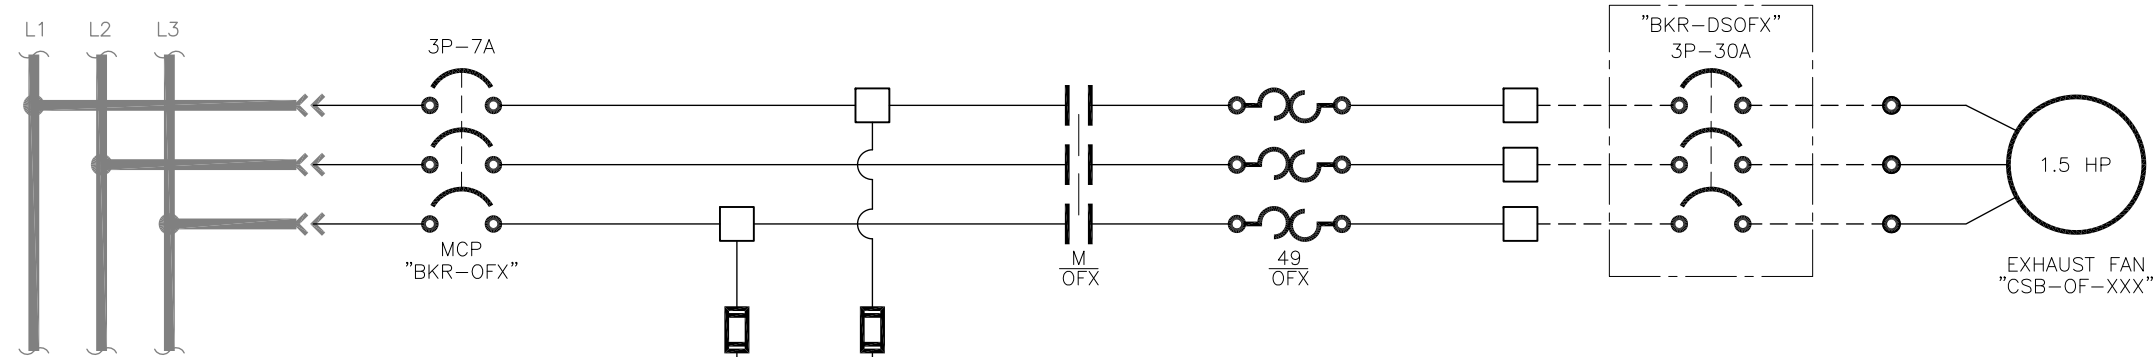 L1
L2
L3
3P-7A
MCP
"BKR-OFX"
M
OFX
49
OFX
"BKR-DSOFX"
3P-30A
1.5 HP
EXHAUST FAN
"CSB-OF-XXX"